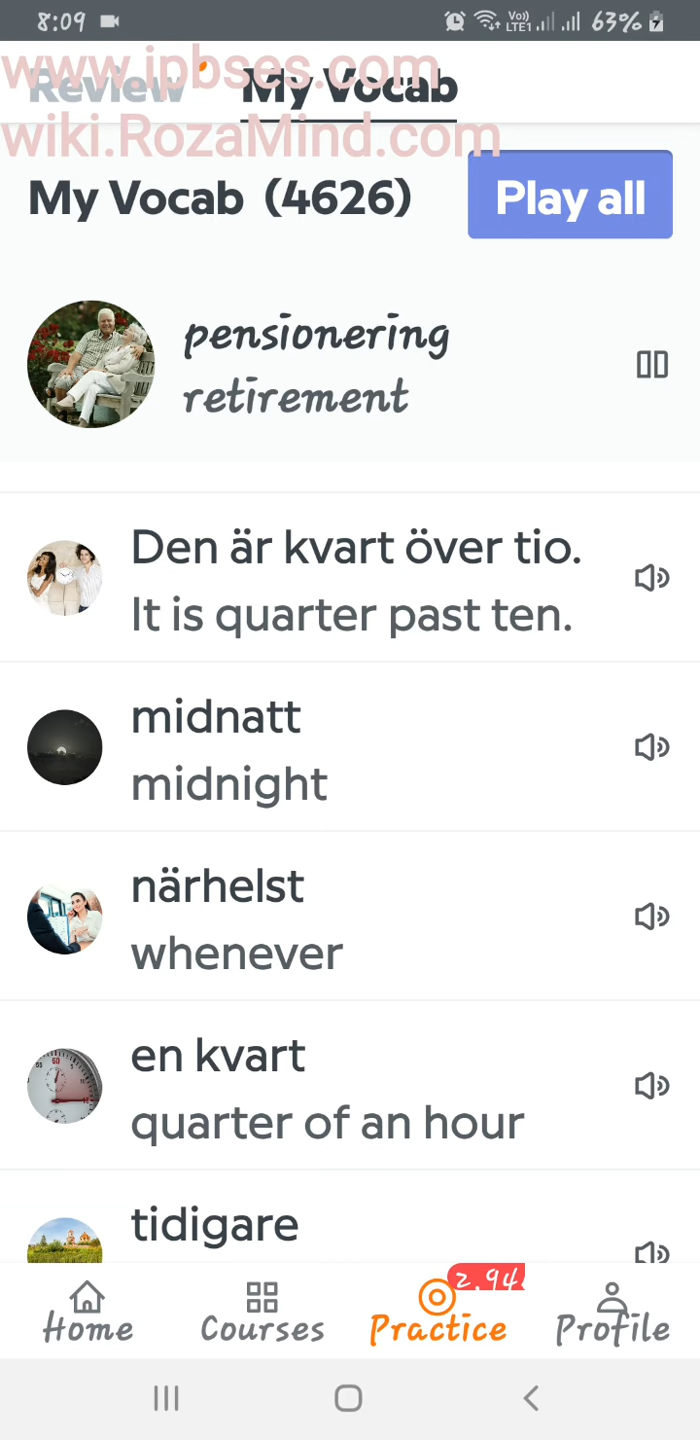 8:09
Vo)) LTE1 63%
www.ipbses.com
Review My Vocab
wiki.RozaMind.com
My Vocab (4626)
Play all
pensionering
retirement
Den är kvart över tio.
It is quarter past ten.
midnatt
midnight
närhelst
whenever
en kvart
quarter of an hour
tidigare
2,94
Home Courses Practice Profile